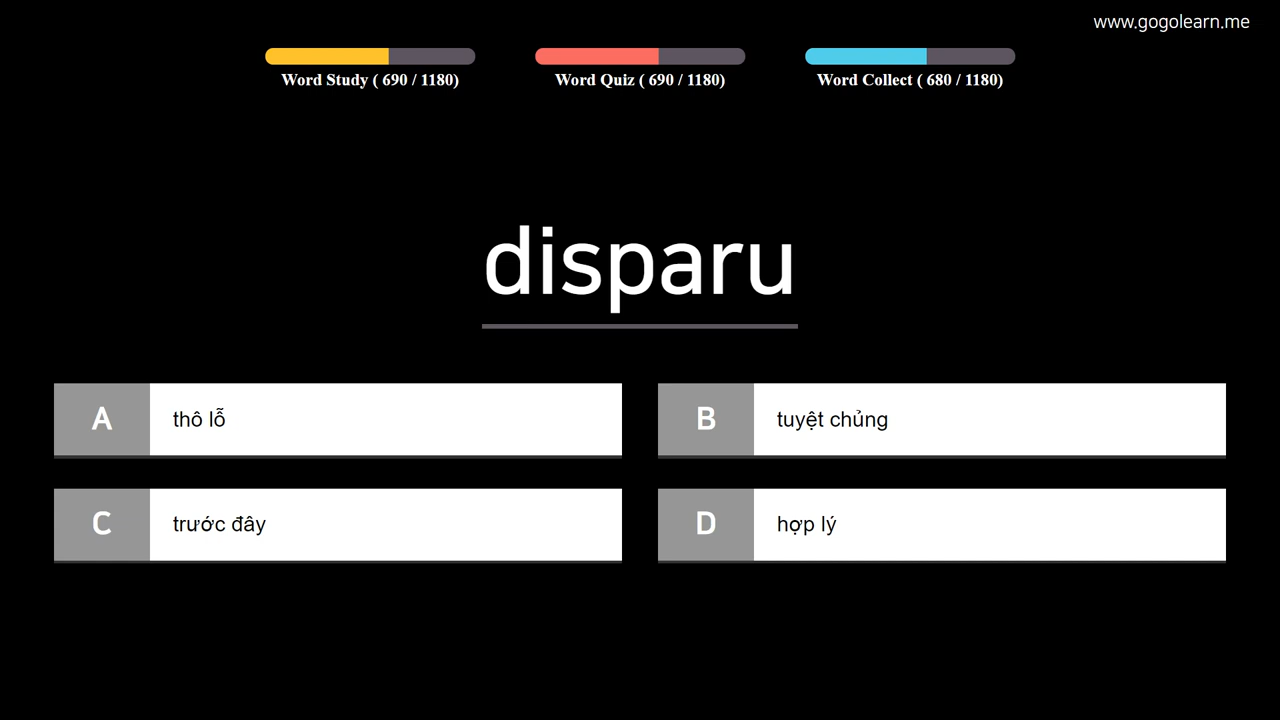 www.gogolearn.me
Word Study ( 690 / 1180)
Word Quiz ( 690 / 1180)
Word Collect ( 680 / 1180)
disparu
A thô lỗ
B tuyệt chủng
C trước đây
D hợp lý